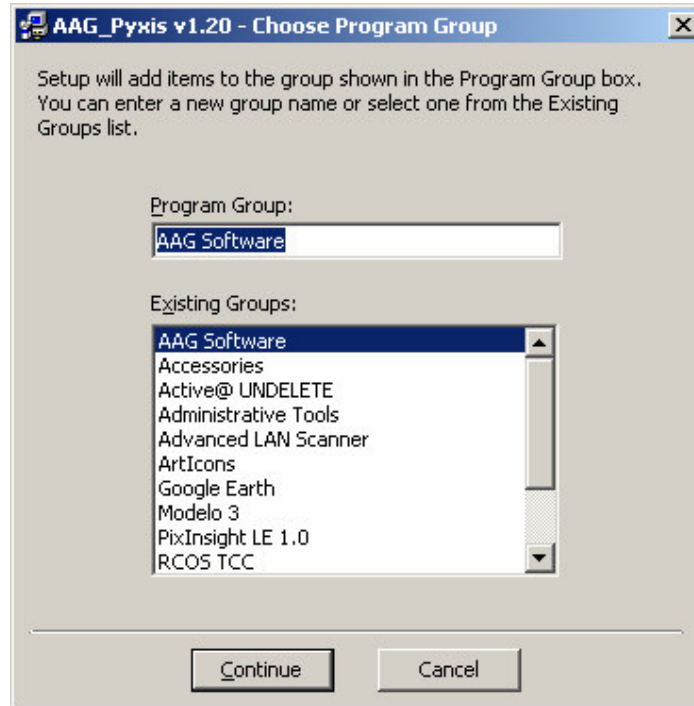 AAG_Pyxis v1.20 - Choose Program Group
Setup will add items to the group shown in the Program Group box.
You can enter a new group name or select one from the Existing
Groups list.
Program Group:
AAG Software
Existing Groups:
AAG Software
Accessories
Active@ UNDELETE
Administrative Tools
Advanced LAN Scanner
ArtIcons
Google Earth
Modelo 3
PixInsight LE 1.0
RCOS TCC
Continue
Cancel